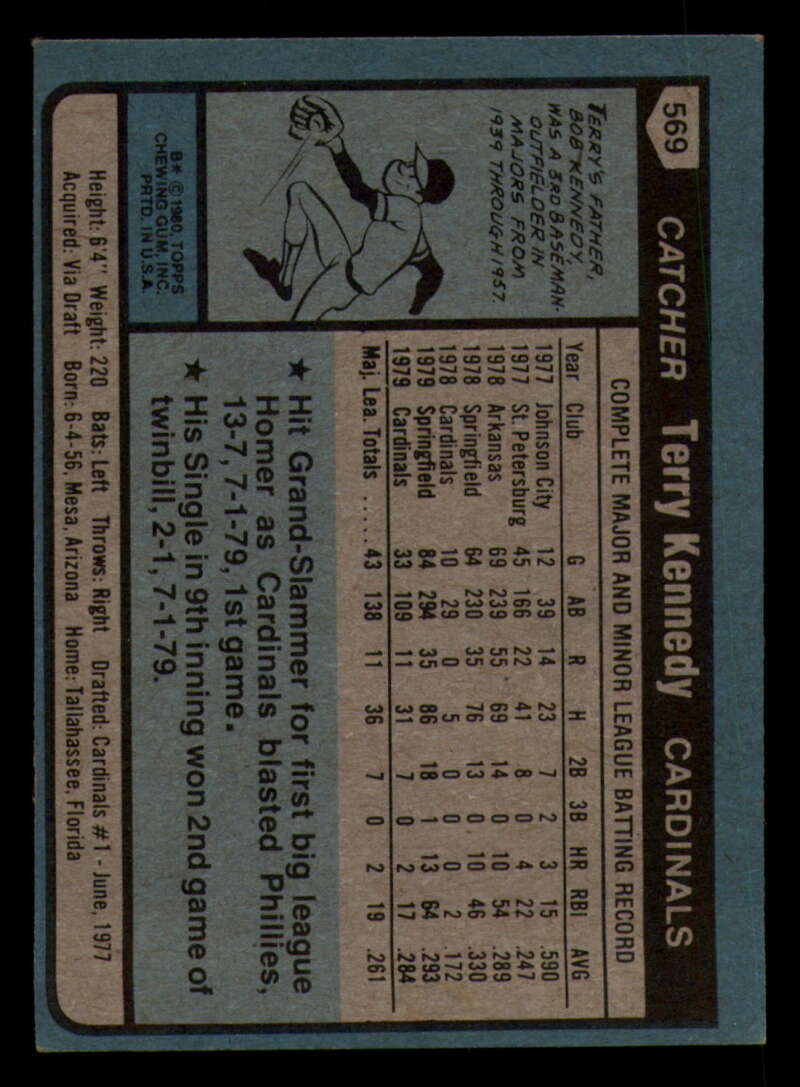 569 CATCHER Terry Kennedy CARDINALS
TERRY'S FATHER,
BOB KENNEDY,
WAS A 3RD BASEMAN-
OUTFIELDER IN
MAJORS FROM
1939 THROUGH 1957.
B* © 1980 TOPPS
CHEWING GUM, INC.
PRTD. IN U.S.A.
COMPLETE MAJOR AND MINOR LEAGUE BATTING RECORD
Year Club G AB R H 2B 3B HR RBI AVG
1977 Johnson City 12 39 14 23 7 2 3 15 .590
1977 St. Petersburg 45 166 22 41 8 0 4 22 .247
1978 Arkansas 69 239 55 69 14 0 10 54 .289
1978 Springfield 64 230 35 76 13 0 10 46 .330
1978 Cardinals 10 29 0 5 0 0 0 2 .172
1979 Springfield 84 294 35 86 18 1 13 64 .293
1979 Cardinals 33 109 11 31 7 0 2 17 .284
Maj. Lea. Totals ..... 43 138 11 36 7 0 2 19 .261
★ Hit Grand-Slammer for first big league
Homer as Cardinals blasted Phillies,
13-7, 7-1-79, 1st game.
★ His Single in 9th inning won 2nd game of
twinbill, 2-1, 7-1-79.
Height: 6'4" Weight: 220 Bats: Left Throws: Right Drafted: Cardinals #1 - June, 1977
Acquired: Via Draft Born: 6-4-56, Mesa, Arizona Home: Tallahassee, Florida